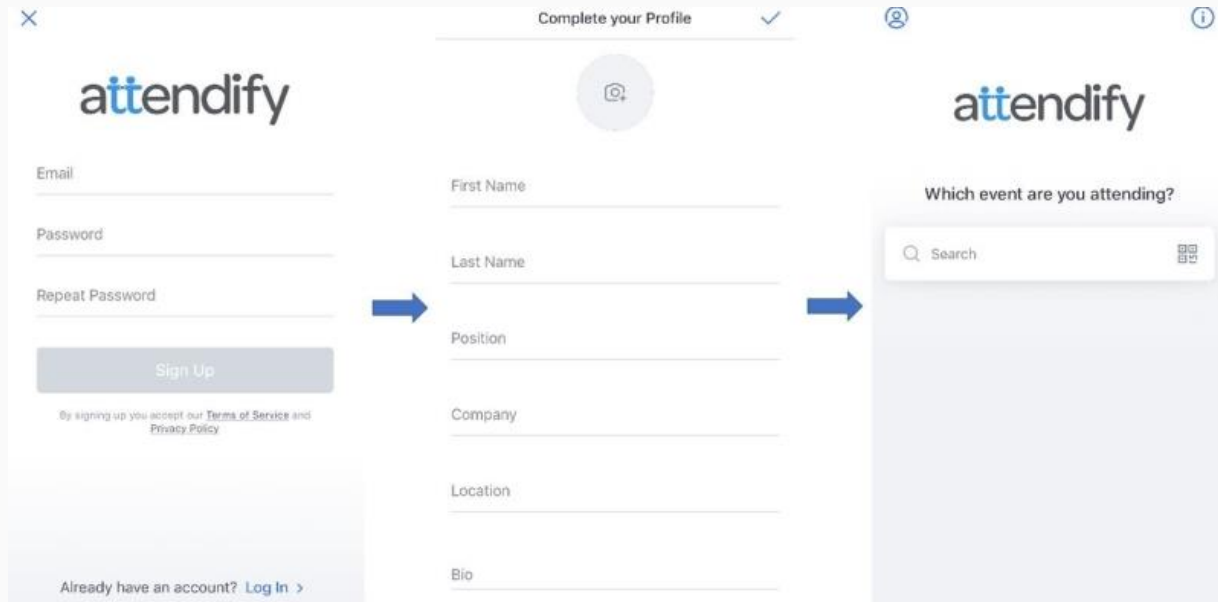 attendify
Email
Password
Repeat Password
Sign Up
By signing up you accept our Terms of Service and
Privacy Policy
Already have an account? Log In >
Complete your Profile
First Name
Last Name
Position
Company
Location
Bio
attendify
Which event are you attending?
Search